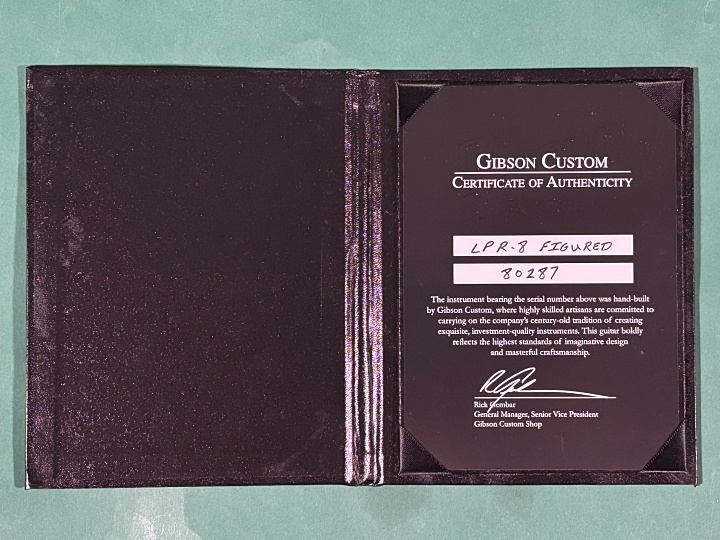 GIBSON CUSTOM
CERTIFICATE OF AUTHENTICITY
LPR-8 FIGURED
80287
The instrument bearing the serial number above was hand-built
by Gibson Custom, where highly skilled artisans are committed to
carrying on the company's century-old tradition of creating
exquisite, investment-quality instruments. This guitar boldly
reflects the highest standards of imaginative design
and masterful craftsmanship.
Rick Gembar
General Manager, Senior Vice President
Gibson Custom Shop